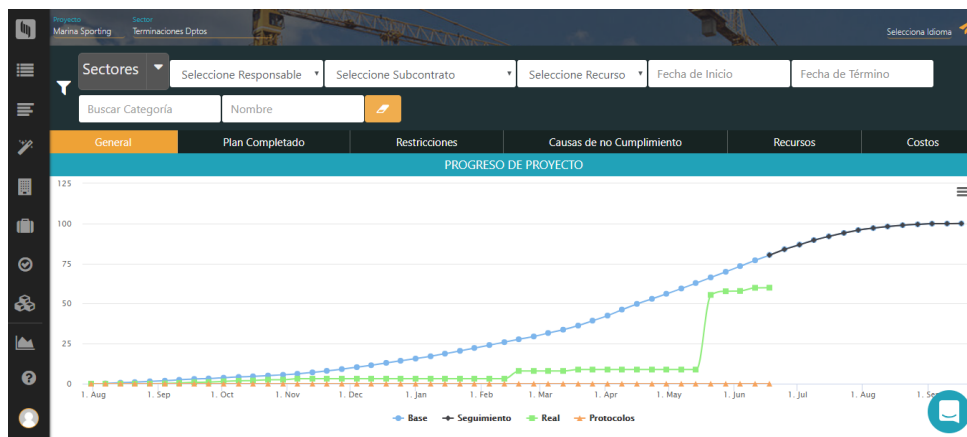 Proyecto Sector
Marina Sporting Terminaciones Dptos Selecciona Idioma
Sectores Seleccione Responsable Seleccione Subcontrato Seleccione Recurso Fecha de Inicio Fecha de Término
Buscar Categoría Nombre
General Plan Completado Restricciones Causas de no Cumplimiento Recursos Costos
PROGRESO DE PROYECTO
125
100
75
50
25
0
1. Aug 1. Sep 1. Oct 1. Nov 1. Dec 1. Jan 1. Feb 1. Mar 1. Apr 1. May 1. Jun 1. Jul 1. Aug 1. Se
Base Seguimiento Real Protocolos